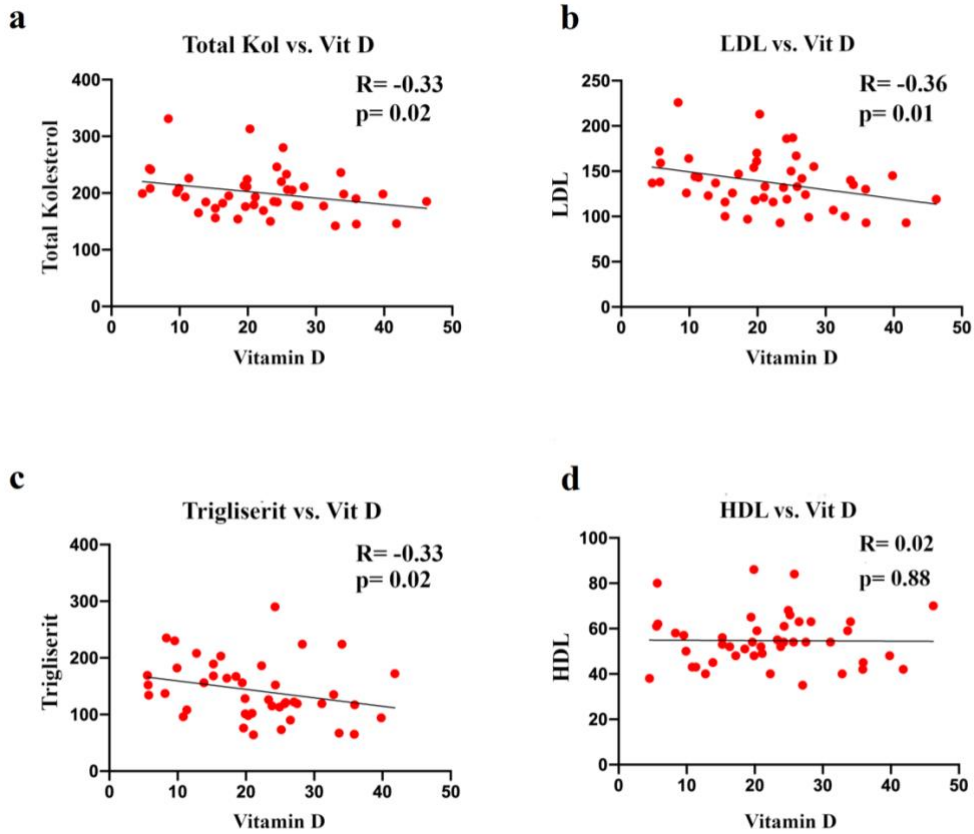 a
Total Kol vs. Vit D
R= -0.33
p= 0.02
Total Kolesterol
400
300
200
100
0
0 10 20 30 40 50
Vitamin D
b
LDL vs. Vit D
R= -0.36
p= 0.01
LDL
250
200
150
100
50
0
0 10 20 30 40 50
Vitamin D
c
Trigliserit vs. Vit D
R= -0.33
p= 0.02
Trigliserit
400
300
200
100
0
0 10 20 30 40 50
Vitamin D
d
HDL vs. Vit D
R= 0.02
p= 0.88
HDL
100
80
60
40
20
0
0 10 20 30 40 50
Vitamin D